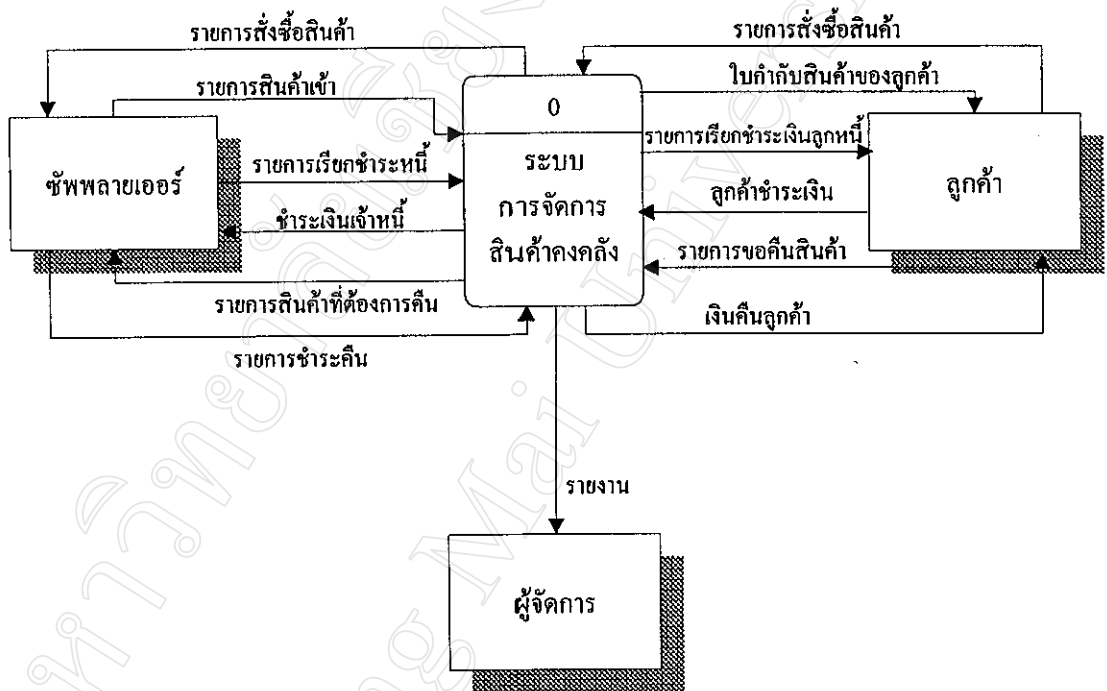 รายการสั่งซื้อสินค้า
รายการสั่งซื้อสินค้า
ใบกำกับสินค้าของลูกค้า
รายการสินค้าเข้า
0
รายการเรียกชำระเงินลูกหนี้
รายการเรียกชำระหนี้
ซัพพลายเออร์
ระบบ
การจัดการ
สินค้าคงคลัง
ลูกค้า
ลูกค้าชำระเงิน
ชำระเงินเจ้าหนี้
รายการขอคืนสินค้า
รายการสินค้าที่ต้องการคืน
เงินคืนลูกค้า
รายการชำระคืน
รายงาน
ผู้จัดการ